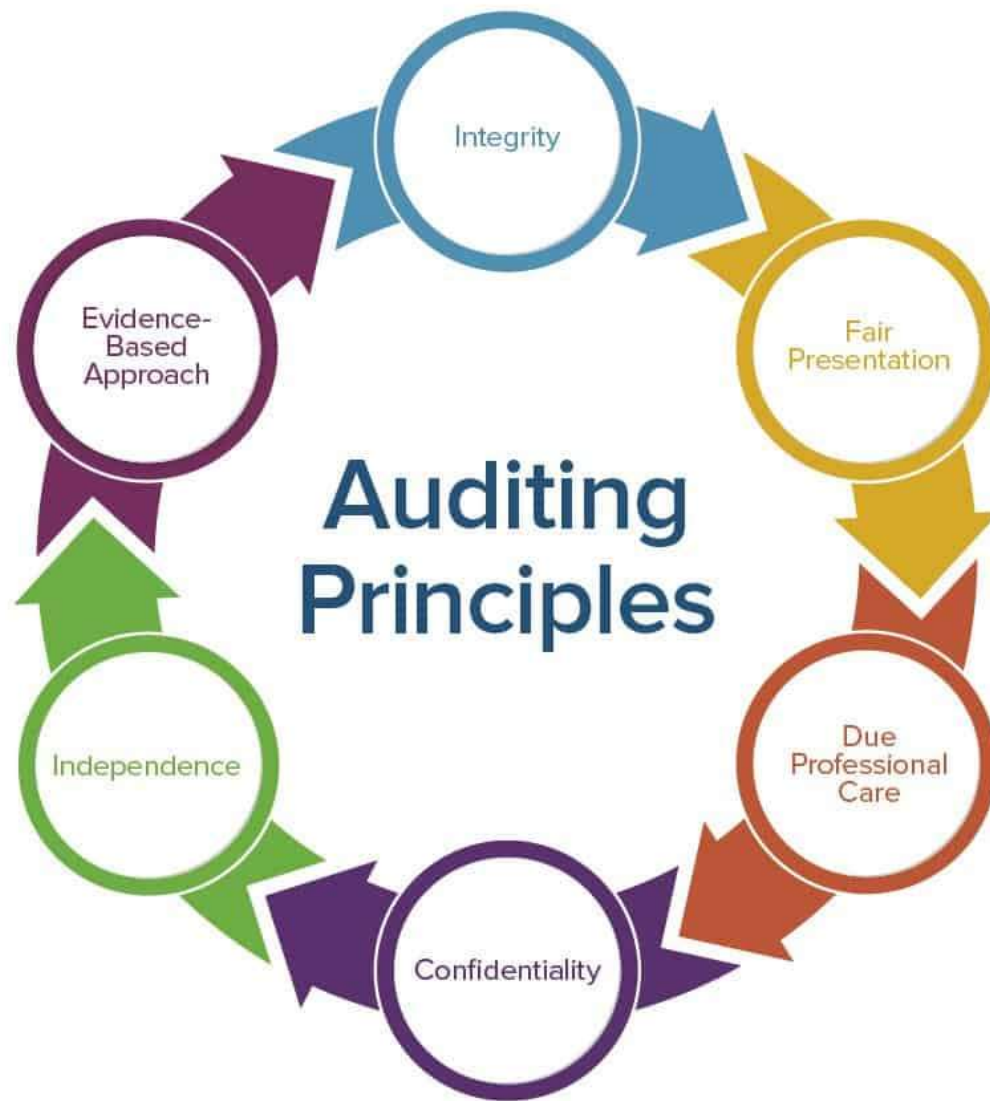 Integrity
Fair
Presentation
Due
Professional
Care
Confidentiality
Independence
Evidence-
Based
Approach
Auditing
Principles